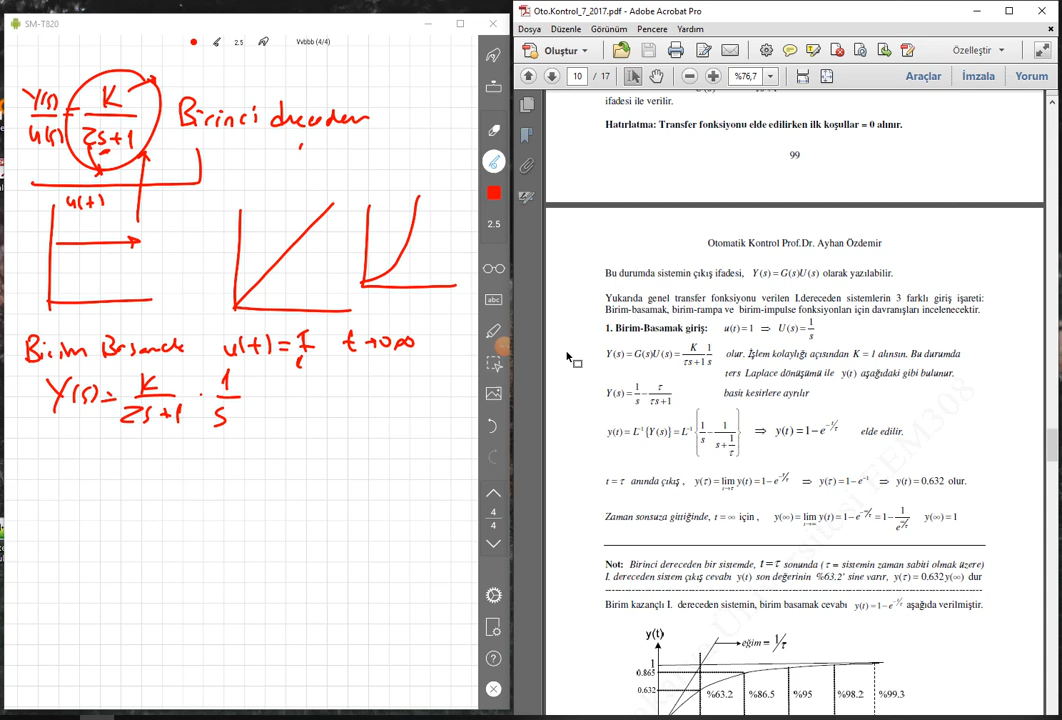 SM-T820
2.5 Vvbbb (4/4)
Y(s)/u(s) = K/(τs+1) Birinci dereceden
u(t)
Birim Basamak u(t) = 1 t→∞
Y(s) = K/(τs+1) · 1/s
2.5
abc
4
4
Oto.Kontrol_7_2017.pdf - Adobe Acrobat Pro
Dosya Düzenle Görünüm Pencere Yardım
Oluştur Özelleştir
10 / 17 %76,7 Araçlar İmzala Yorum
ifadesi ile verilir.
Hatırlatma: Transfer fonksiyonu elde edilirken ilk koşullar = 0 alınır.
99
Otomatik Kontrol Prof.Dr. Ayhan Özdemir
Bu durumda sistemin çıkış ifadesi, Y(s) = G(s)U(s) olarak yazılabilir.
Yukarıda genel transfer fonksiyonu verilen I.dereceden sistemlerin 3 farklı giriş işareti:
Birim-basamak, birim-rampa ve birim-impulse fonksiyonları için davranışları incelenecektir.
1. Birim-Basamak giriş: u(t) = 1 ⇒ U(s) = 1/s
Y(s) = G(s)U(s) = K/(τs+1) 1/s olur. İşlem kolaylığı açısından K = 1 alınsın. Bu durumda
ters Laplace dönüşümü ile y(t) aşağıdaki gibi bulunur.
Y(s) = 1/s − τ/(τs+1) basit kesirlere ayrılır
y(t) = L⁻¹{Y(s)} = L⁻¹{1/s − 1/(s+1/τ)} ⇒ y(t) = 1 − e^(−t/τ) elde edilir.
t = τ anında çıkış, y(τ) = lim y(t) = 1 − e^(−τ/τ) ⇒ y(τ) = 1 − e⁻¹ ⇒ y(τ) = 0.632 olur.
t→τ
Zaman sonsuza gittiğinde, t = ∞ için, y(∞) = lim y(t) = 1 − e^(−∞/τ) = 1 − 1/e^(∞/τ) y(∞) = 1
t→∞
Not: Birinci dereceden bir sistemde, t = τ sonunda (τ = sistemin zaman sabiti olmak üzere)
I. dereceden sistem çıkış cevabı y(t) son değerinin %63.2' sine varır, y(τ) = 0.632y(∞) dur
Birim kazançlı I. dereceden sistemin, birim basamak cevabı y(t) = 1 − e^(−t/τ) aşağıda verilmiştir.
y(t)
eğim = 1/τ
1
0.865
0.632
%63.2 %86.5 %95 %98.2 %99.3